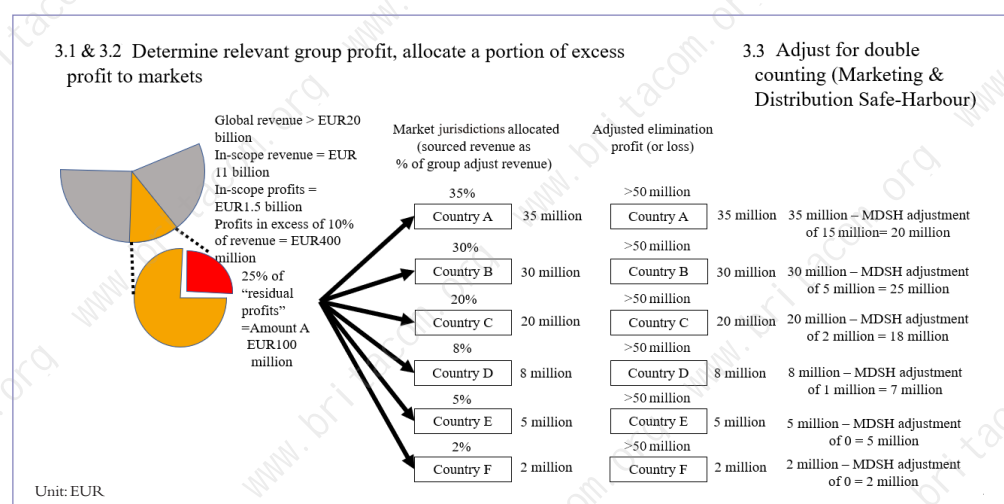 3.1 & 3.2 Determine relevant group profit, allocate a portion of excess
profit to markets
3.3 Adjust for double
counting (Marketing &
Distribution Safe-Harbour)
Global revenue > EUR20
billion
In-scope revenue = EUR
11 billion
In-scope profits =
EUR1.5 billion
Profits in excess of 10%
of revenue = EUR400
million
25% of
“residual
profits”
=Amount A
EUR100
million
Market jurisdictions allocated
(sourced revenue as
% of group adjust revenue)
Adjusted elimination
profit (or loss)
35%
Country A 35 million
>50 million
Country A 35 million
35 million – MDSH adjustment
of 15 million= 20 million
30%
Country B 30 million
>50 million
Country B 30 million
30 million – MDSH adjustment
of 5 million = 25 million
20%
Country C 20 million
>50 million
Country C 20 million
20 million – MDSH adjustment
of 2 million = 18 million
8%
Country D 8 million
>50 million
Country D 8 million
8 million – MDSH adjustment
of 1 million = 7 million
5%
Country E 5 million
>50 million
Country E 5 million
5 million – MDSH adjustment
of 0 = 5 million
2%
Country F 2 million
>50 million
Country F 2 million
2 million – MDSH adjustment
of 0 = 2 million
Unit: EUR
www.britacom.org